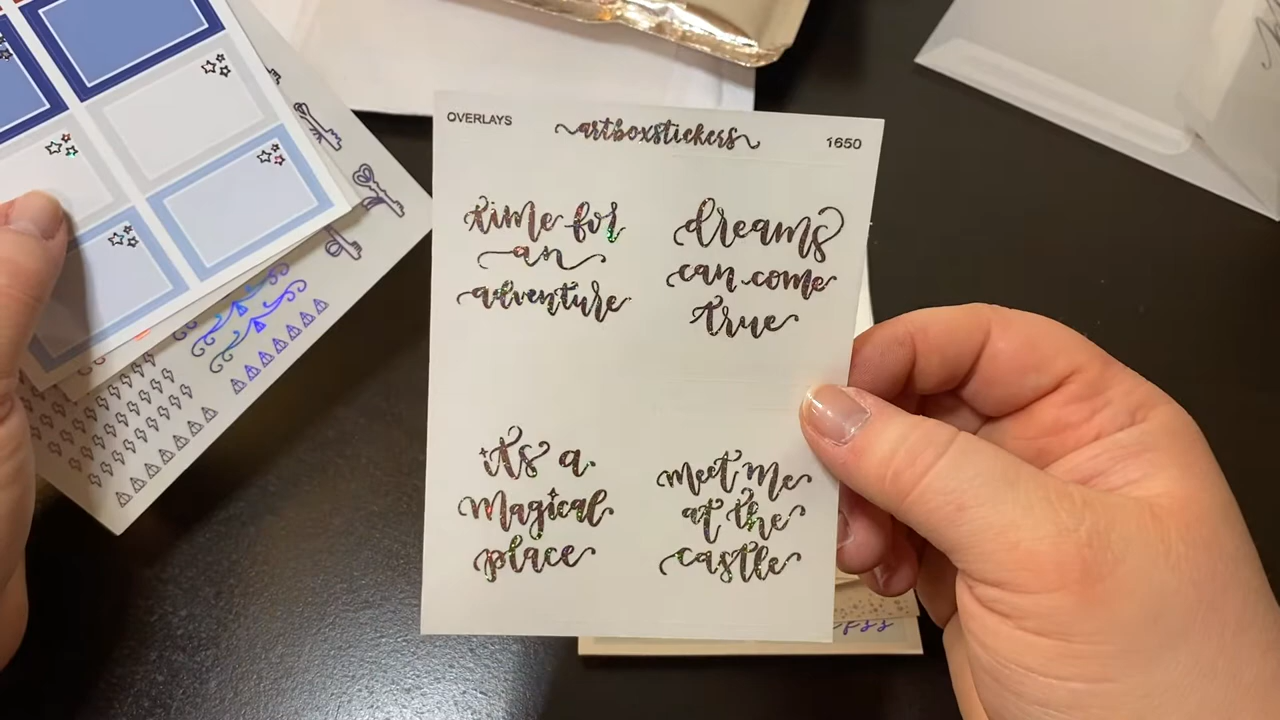 OVERLAYS
artboxstickers
1650
time for
an
adventure
dreams
can come
true
it's a
magical
place
meet me
at the
castle